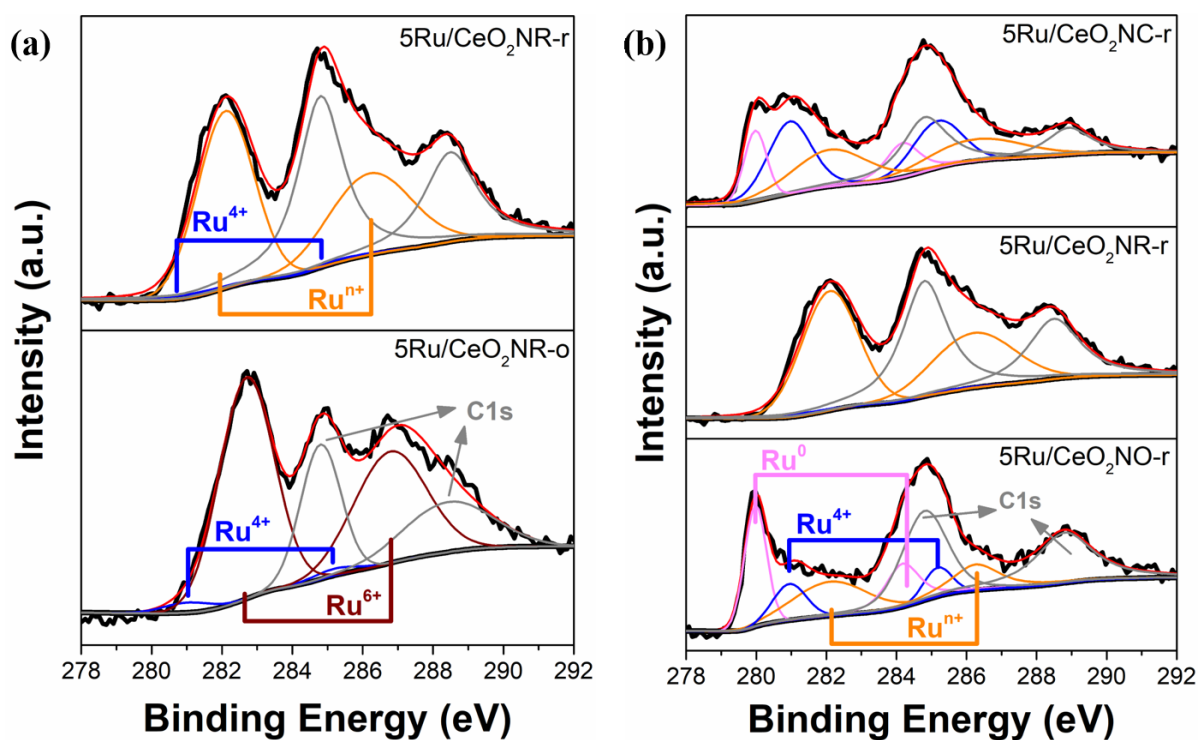 (a)
5Ru/CeO₂NR-r
Ru⁴⁺
Ruⁿ⁺
5Ru/CeO₂NR-o
C1s
Ru⁴⁺
Ru⁶⁺
Intensity (a.u.)
278 280 282 284 286 288 290 292
Binding Energy (eV)
(b)
5Ru/CeO₂NC-r
5Ru/CeO₂NR-r
5Ru/CeO₂NO-r
Ru⁰
Ru⁴⁺
C1s
Ruⁿ⁺
Intensity (a.u.)
278 280 282 284 286 288 290 292
Binding Energy (eV)